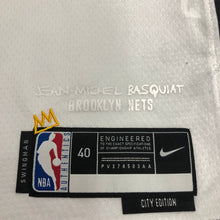 JEAN MICHEL BASQUIAT
BROOKLYN NETS
SWINGMAN
NBA
AUTHENTICS
40
ENGINEERED
TO THE EXACT SPECIFICATIONS
OF CHAMPIONSHIP ATHLETES
CITY EDITION